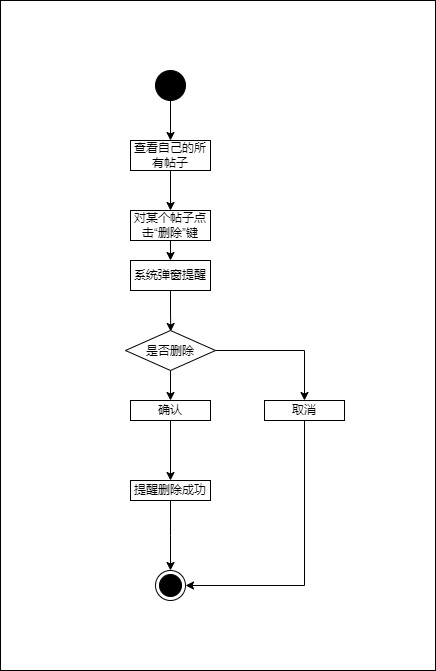 查看自己的所
有帖子
对某个帖子点
击“删除”键
系统弹窗提醒
是否删除
确认
取消
提醒删除成功